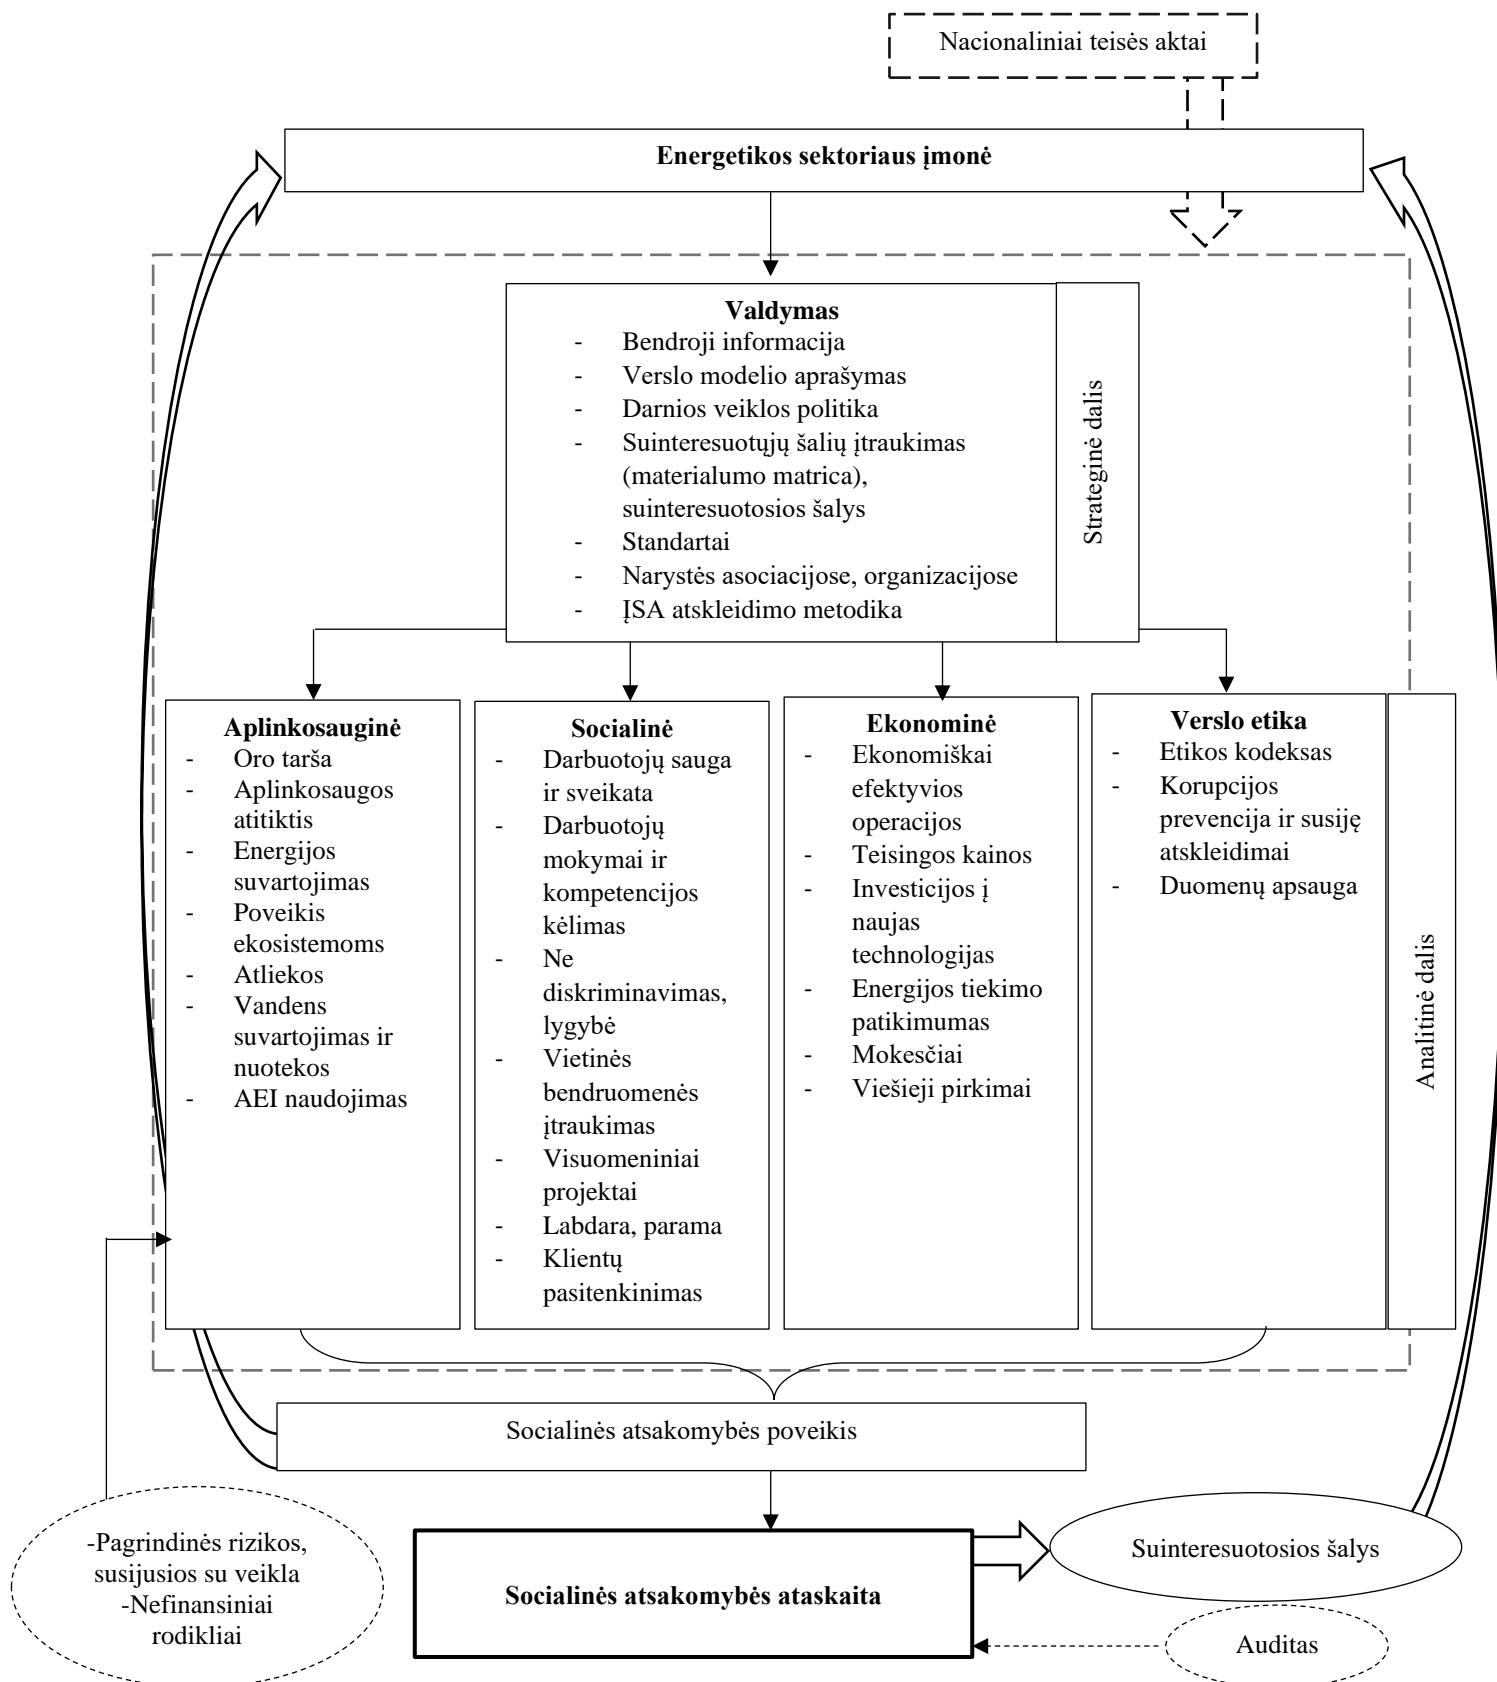 Nacionaliniai teisės aktai
Energetikos sektoriaus įmonė
Valdymas
- Bendroji informacija
- Verslo modelio aprašymas
- Darnios veiklos politika
- Suinteresuotųjų šalių įtraukimas
(materialumo matrica),
suinteresuotosios šalys
- Standartai
- Narystės asociacijose, organizacijose
- ĮSA atskleidimo metodika
Strateginė dalis
Aplinkosauginė
- Oro tarša
- Aplinkosaugos
atitiktis
- Energijos
suvartojimas
- Poveikis
ekosistemoms
- Atliekos
- Vandens
suvartojimas ir
nuotekos
- AEI naudojimas
Socialinė
- Darbuotojų sauga
ir sveikata
- Darbuotojų
mokymai ir
kompetencijos
kėlimas
- Ne
diskriminavimas,
lygybė
- Vietinės
bendruomenės
įtraukimas
- Visuomeniniai
projektai
- Labdara, parama
- Klientų
pasitenkinimas
Ekonominė
- Ekonomiškai
efektyvios
operacijos
- Teisingos kainos
- Investicijos į
naujas
technologijas
- Energijos tiekimo
patikimumas
- Mokesčiai
- Viešieji pirkimai
Verslo etika
- Etikos kodeksas
- Korupcijos
prevencija ir susiję
atskleidimai
- Duomenų apsauga
Analitinė dalis
Socialinės atsakomybės poveikis
-Pagrindinės rizikos,
susijusios su veikla
-Nefinansiniai
rodikliai
Socialinės atsakomybės ataskaita
Suinteresuotosios šalys
Auditas